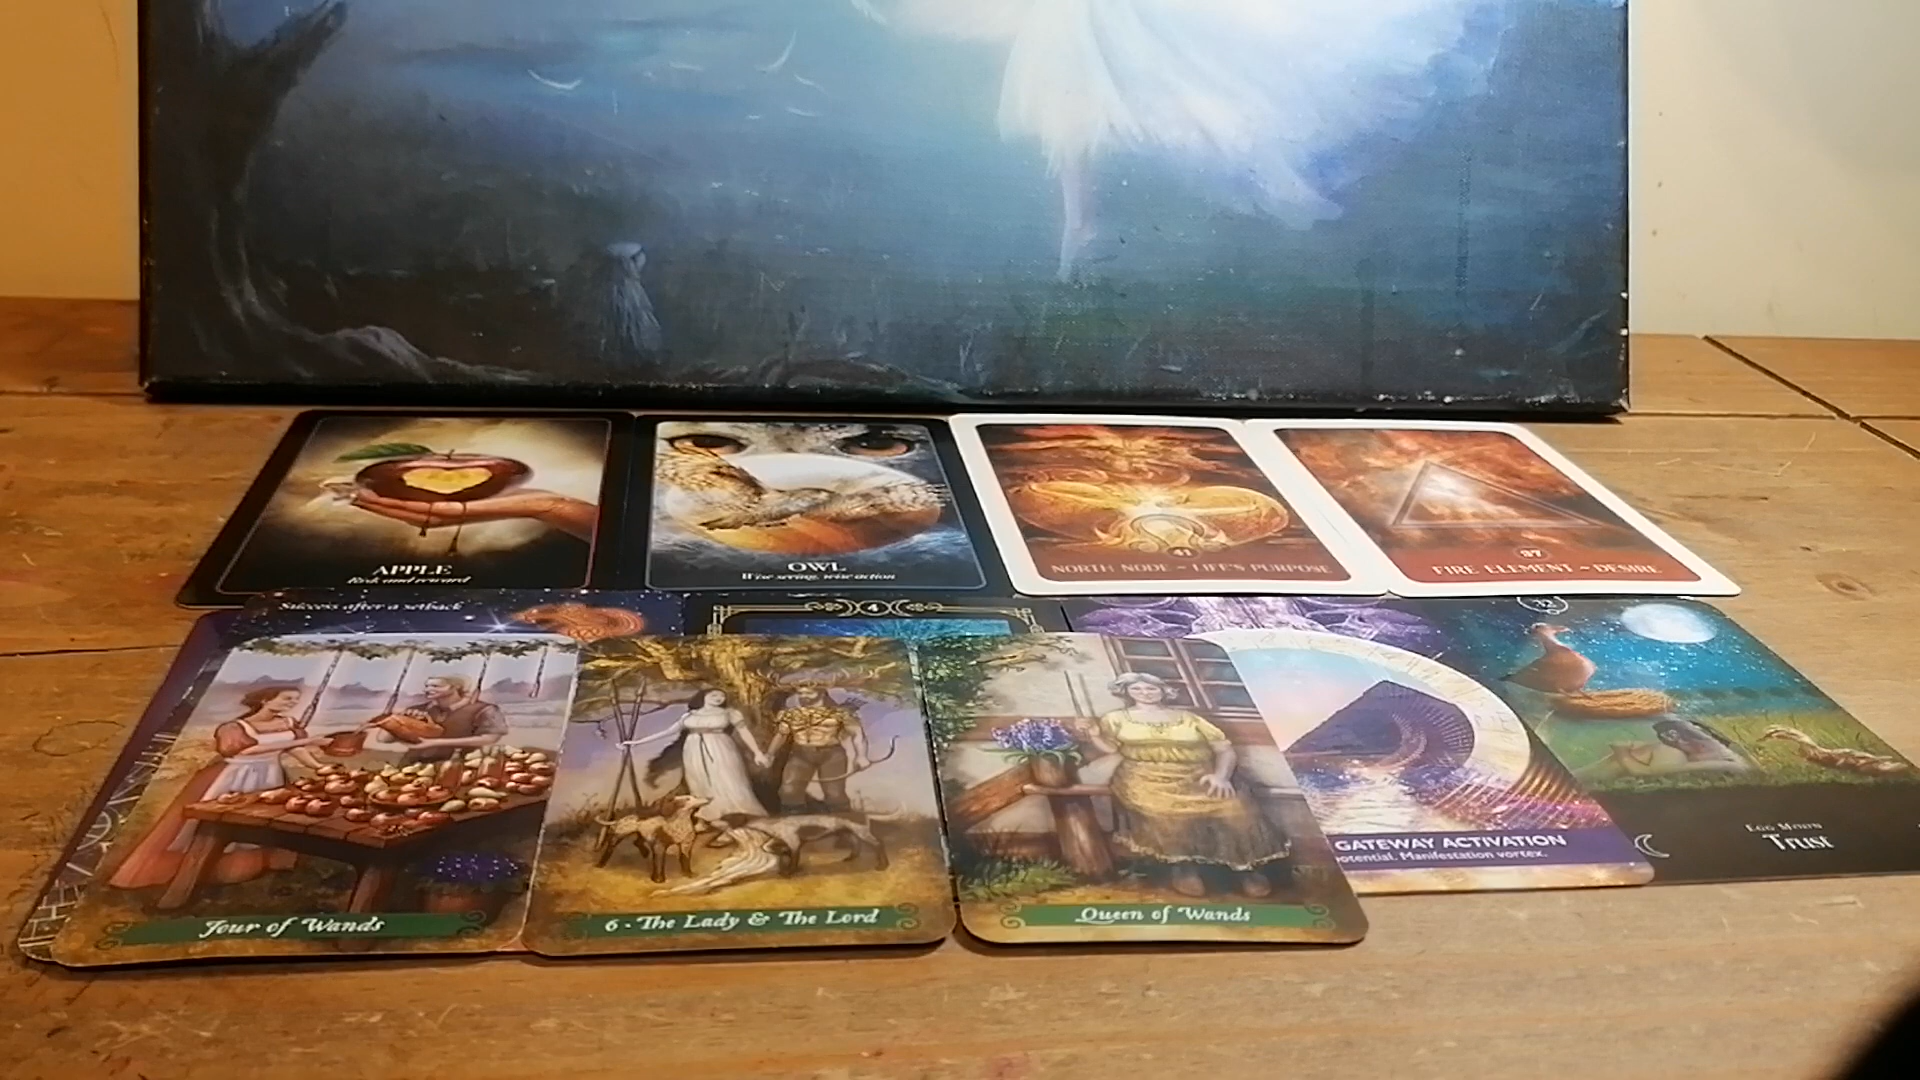 APPLE
Risk and reward
OWL
Wise seeing, wise action
41
NORTH NODE ~ LIFE'S PURPOSE
37
FIRE ELEMENT ~ DESIRE
Success after a setback
4
32
GATEWAY ACTIVATION
potential. Manifestation vortex.
Egg Moon
Trust
Four of Wands
6 - The Lady & The Lord
Queen of Wands